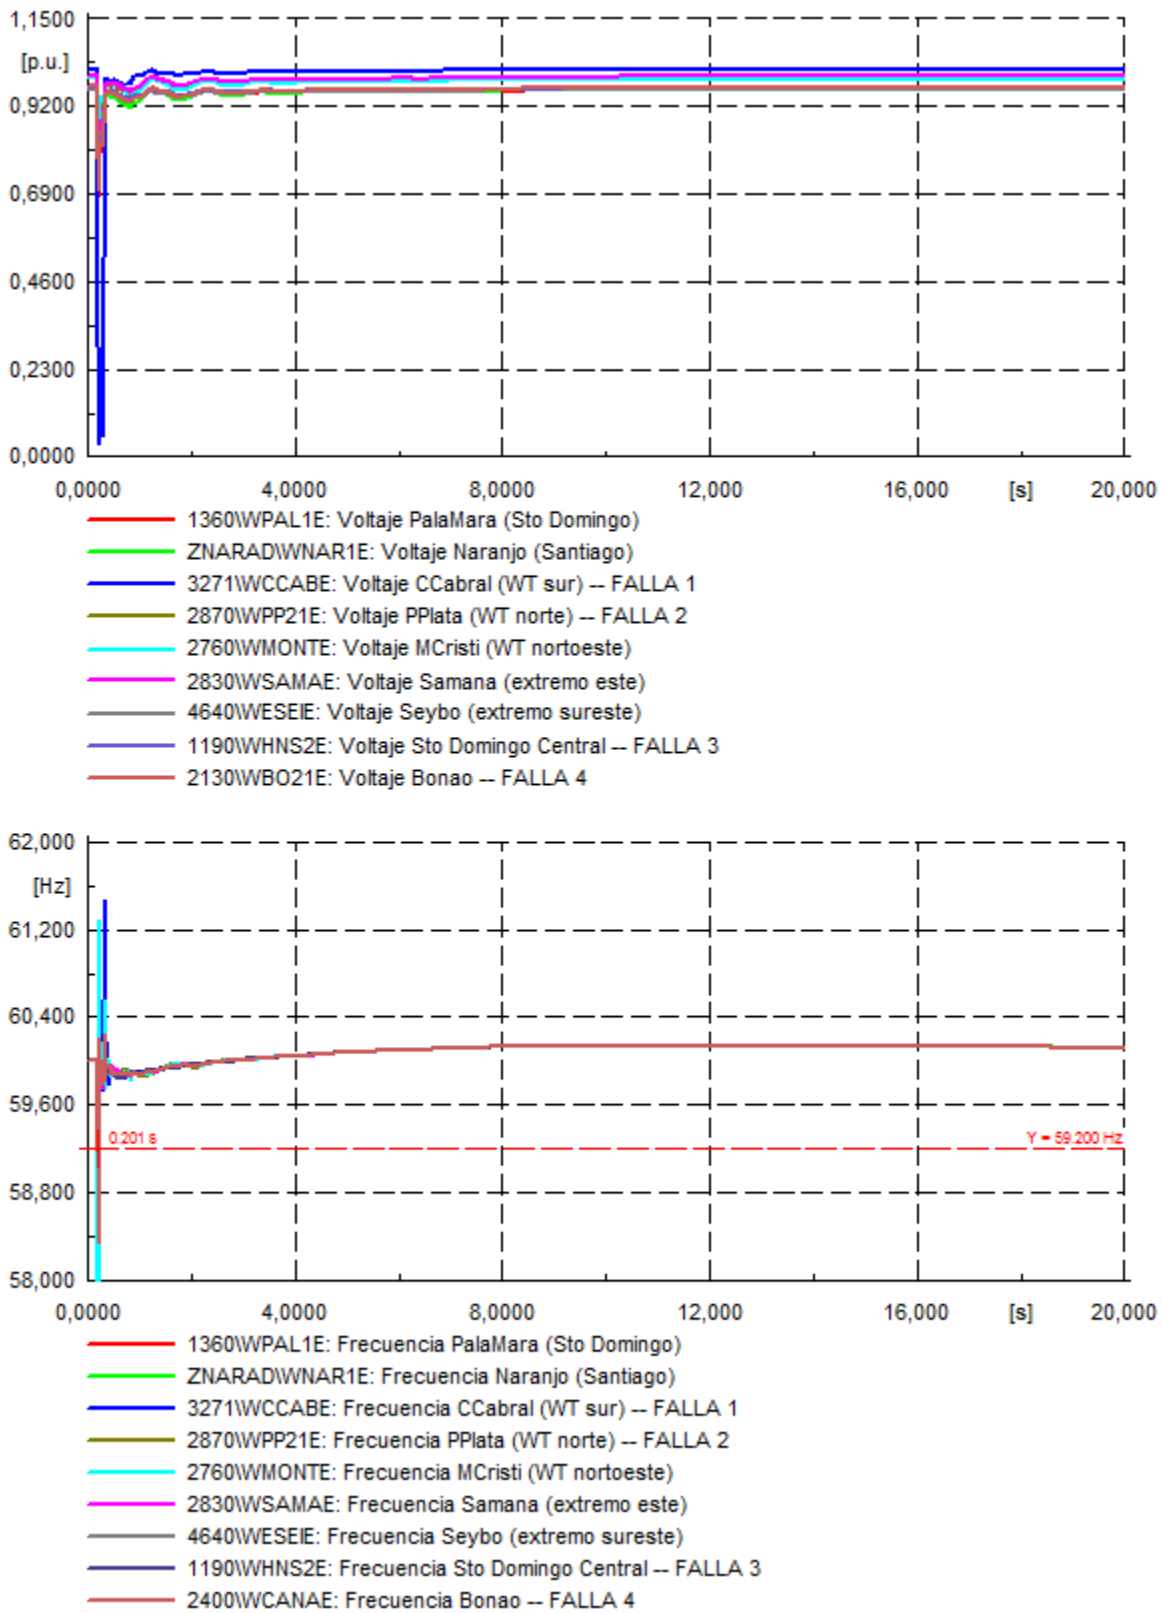 1,1500
[p.u.]
0,9200
0,6900
0,4600
0,2300
0,0000
0,0000 4,0000 8,0000 12,000 16,000 [s] 20,000
1360\WPAL1E: Voltaje PalaMara (Sto Domingo)
ZNARAD\WNAR1E: Voltaje Naranjo (Santiago)
3271\WCCABE: Voltaje CCabral (WT sur) -- FALLA 1
2870\WPP21E: Voltaje PPlata (WT norte) -- FALLA 2
2760\WMONTE: Voltaje MCristi (WT nortoeste)
2830\WSAMAE: Voltaje Samana (extremo este)
4640\WESEIE: Voltaje Seybo (extremo sureste)
1190\WHNS2E: Voltaje Sto Domingo Central -- FALLA 3
2130\WBO21E: Voltaje Bonao -- FALLA 4
62,000
[Hz]
61,200
60,400
59,600
0.201 s Y = 59.200 Hz
58,800
58,000
0,0000 4,0000 8,0000 12,000 16,000 [s] 20,000
1360\WPAL1E: Frecuencia PalaMara (Sto Domingo)
ZNARAD\WNAR1E: Frecuencia Naranjo (Santiago)
3271\WCCABE: Frecuencia CCabral (WT sur) -- FALLA 1
2870\WPP21E: Frecuencia PPlata (WT norte) -- FALLA 2
2760\WMONTE: Frecuencia MCristi (WT nortoeste)
2830\WSAMAE: Frecuencia Samana (extremo este)
4640\WESEIE: Frecuencia Seybo (extremo sureste)
1190\WHNS2E: Frecuencia Sto Domingo Central -- FALLA 3
2400\WCANAE: Frecuencia Bonao -- FALLA 4